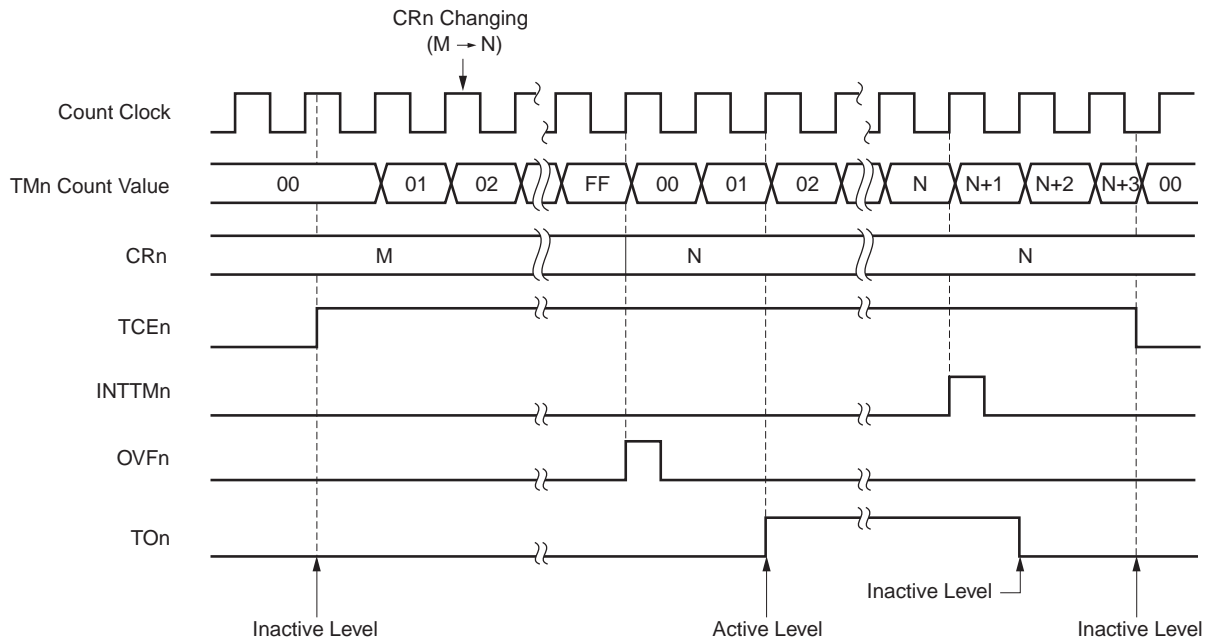 CRn Changing
(M → N)
Count Clock
TMn Count Value 00 01 02 FF 00 01 02 N N+1 N+2 N+3 00
CRn M N N
TCEn
INTTMn
OVFn
TOn
Inactive Level
Inactive Level Active Level Inactive Level